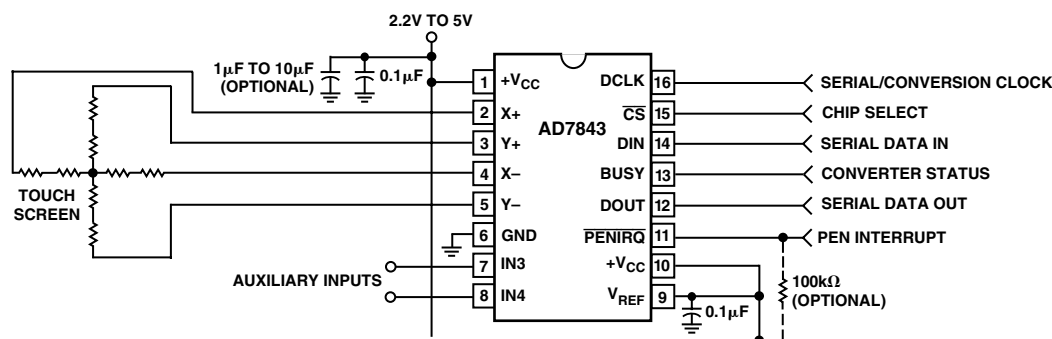 2.2V TO 5V
1μF TO 10μF
(OPTIONAL)
0.1μF
TOUCH
SCREEN
AUXILIARY INPUTS
AD7843
1 +VCC
2 X+
3 Y+
4 X–
5 Y–
6 GND
7 IN3
8 IN4
DCLK 16 SERIAL/CONVERSION CLOCK
CS 15 CHIP SELECT
DIN 14 SERIAL DATA IN
BUSY 13 CONVERTER STATUS
DOUT 12 SERIAL DATA OUT
PENIRQ 11 PEN INTERRUPT
+VCC 10
VREF 9
0.1μF
100kΩ
(OPTIONAL)